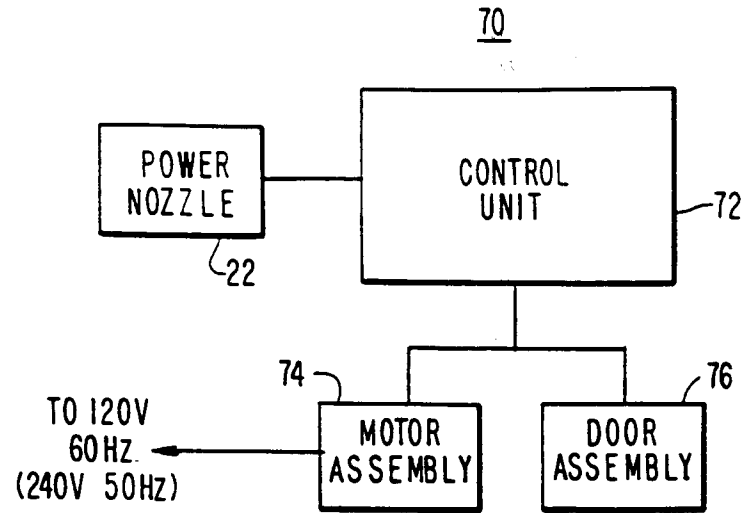 70
POWER
NOZZLE
22
CONTROL
UNIT
72
74
MOTOR
ASSEMBLY
76
DOOR
ASSEMBLY
TO 120V
60HZ.
(240V 50HZ)